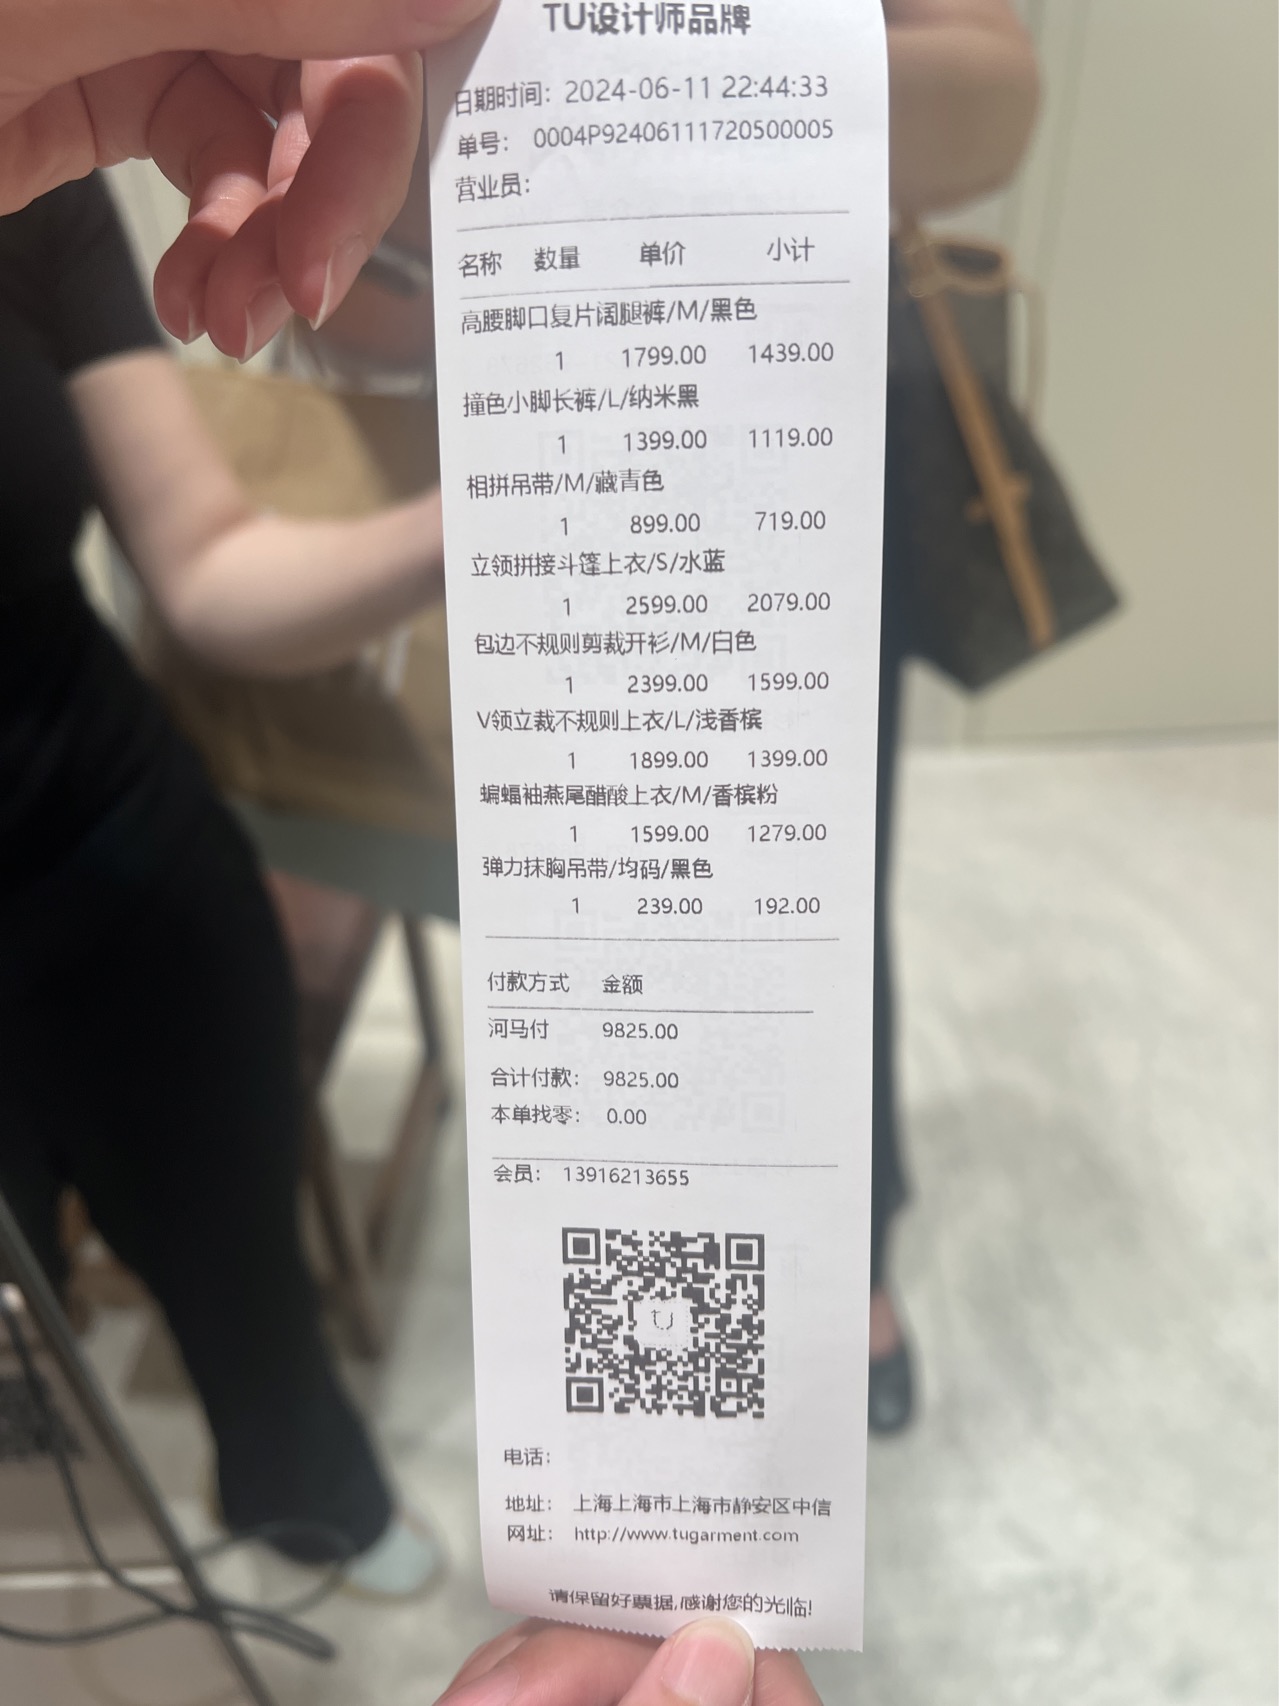 TU设计师品牌
日期时间: 2024-06-11 22:44:33
单号: 0004P92406111720500005
营业员:
名称 数量 单价 小计
高腰脚口复片阔腿裤/M/黑色
1 1799.00 1439.00
撞色小脚长裤/L/纳米黑
1 1399.00 1119.00
相拼吊带/M/藏青色
1 899.00 719.00
立领拼接斗篷上衣/S/水蓝
1 2599.00 2079.00
包边不规则剪裁开衫/M/白色
1 2399.00 1599.00
V领立裁不规则上衣/L/浅香槟
1 1899.00 1399.00
蝙蝠袖燕尾醋酸上衣/M/香槟粉
1 1599.00 1279.00
弹力抹胸吊带/均码/黑色
1 239.00 192.00
付款方式 金额
河马付 9825.00
合计付款: 9825.00
本单找零: 0.00
会员: 13916213655
电话:
地址: 上海上海市上海市静安区中信
网址: http://www.tugarment.com
请保留好票据,感谢您的光临!